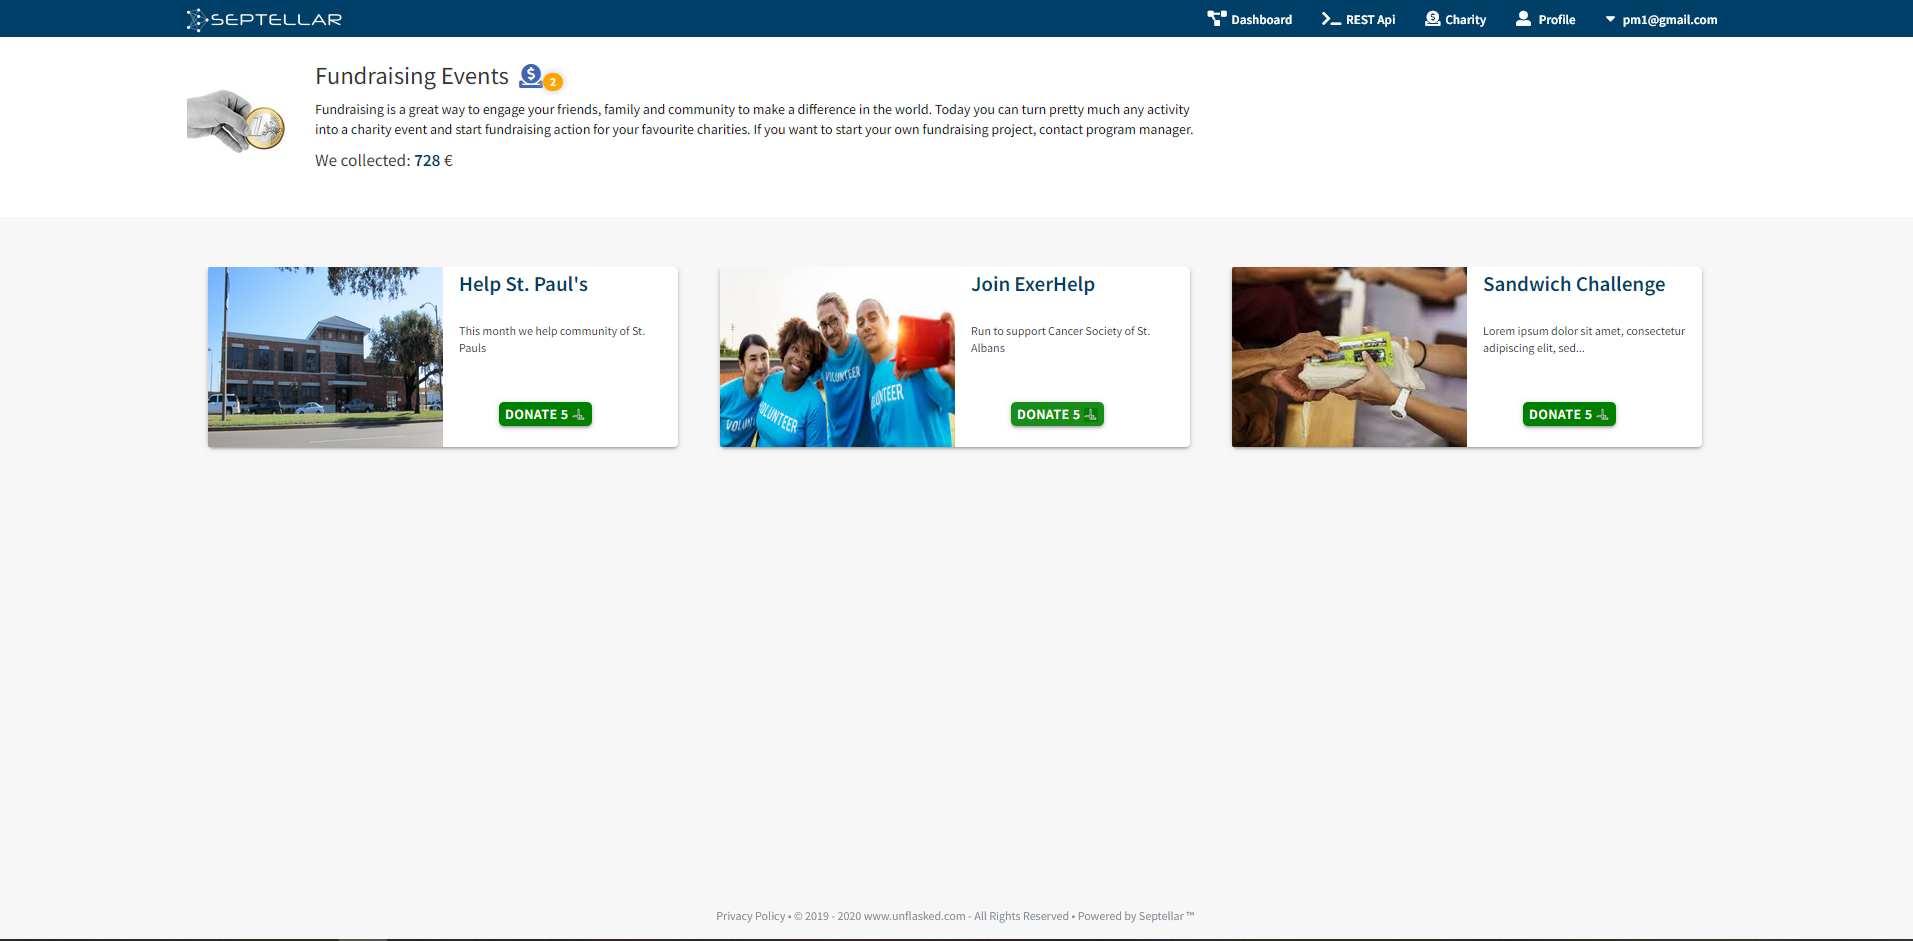 SEPTELLAR
Dashboard
REST Api
Charity
Profile
pm1@gmail.com
Fundraising Events
2
Fundraising is a great way to engage your friends, family and community to make a difference in the world. Today you can turn pretty much any activity
into a charity event and start fundraising action for your favourite charities. If you want to start your own fundraising project, contact program manager.
We collected: 728 €
Help St. Paul's
This month we help community of St.
Pauls
DONATE 5
VOLUNTEER
VOLUNTEER
VOLUNTEER
Join ExerHelp
Run to support Cancer Society of St.
Albans
DONATE 5
Sandwich Challenge
Lorem ipsum dolor sit amet, consectetur
adipiscing elit, sed...
DONATE 5
Privacy Policy • © 2019 - 2020 www.unflasked.com - All Rights Reserved • Powered by Septellar ™